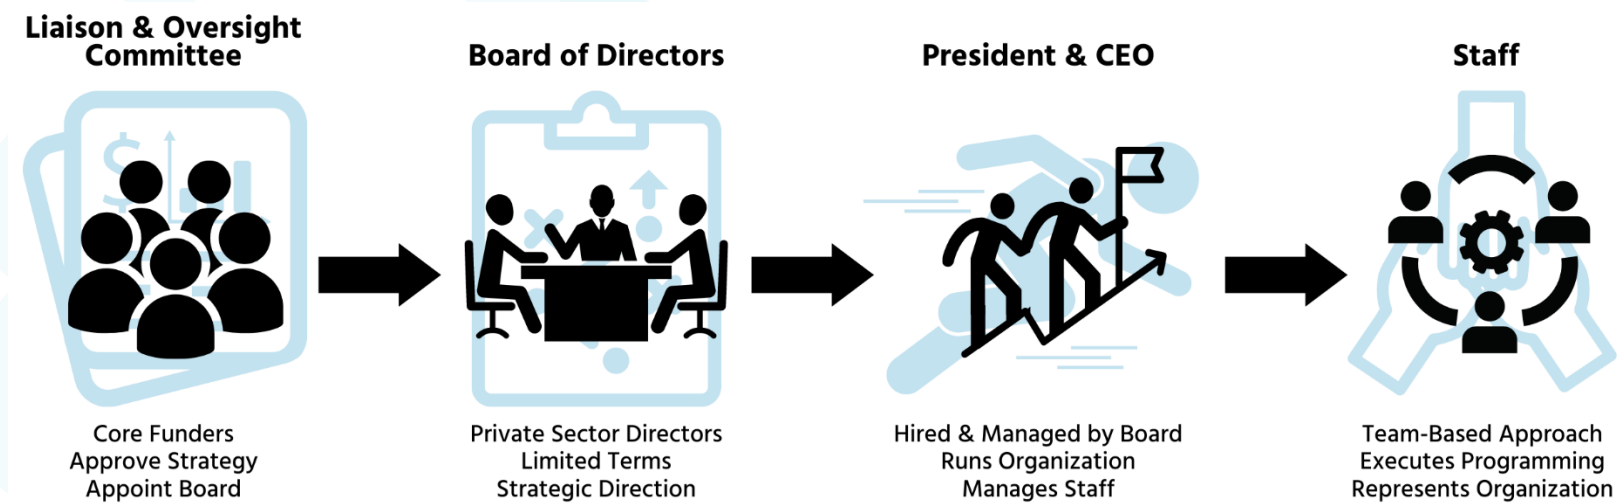 Liaison & Oversight
Committee
Core Funders
Approve Strategy
Appoint Board
Board of Directors
Private Sector Directors
Limited Terms
Strategic Direction
President & CEO
Hired & Managed by Board
Runs Organization
Manages Staff
Staff
Team-Based Approach
Executes Programming
Represents Organization